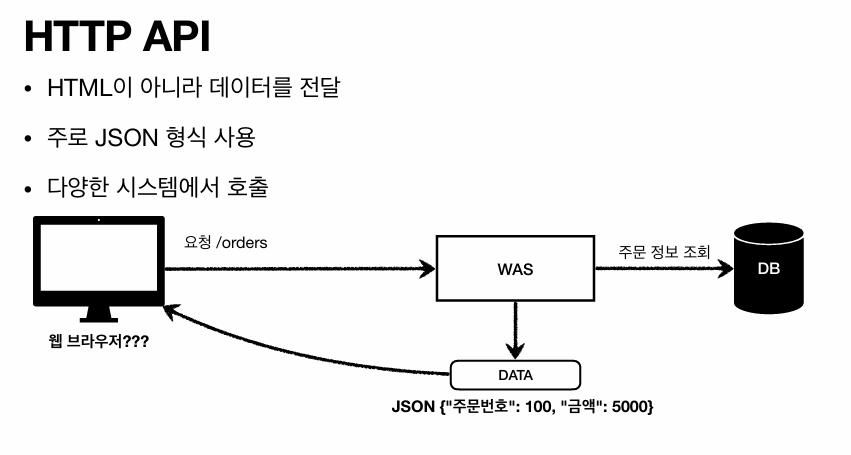 HTTP API
• HTML이 아니라 데이터를 전달
• 주로 JSON 형식 사용
• 다양한 시스템에서 호출
요청 /orders
주문 정보 조회
WAS
DB
웹 브라우저???
DATA
JSON {"주문번호": 100, "금액": 5000}